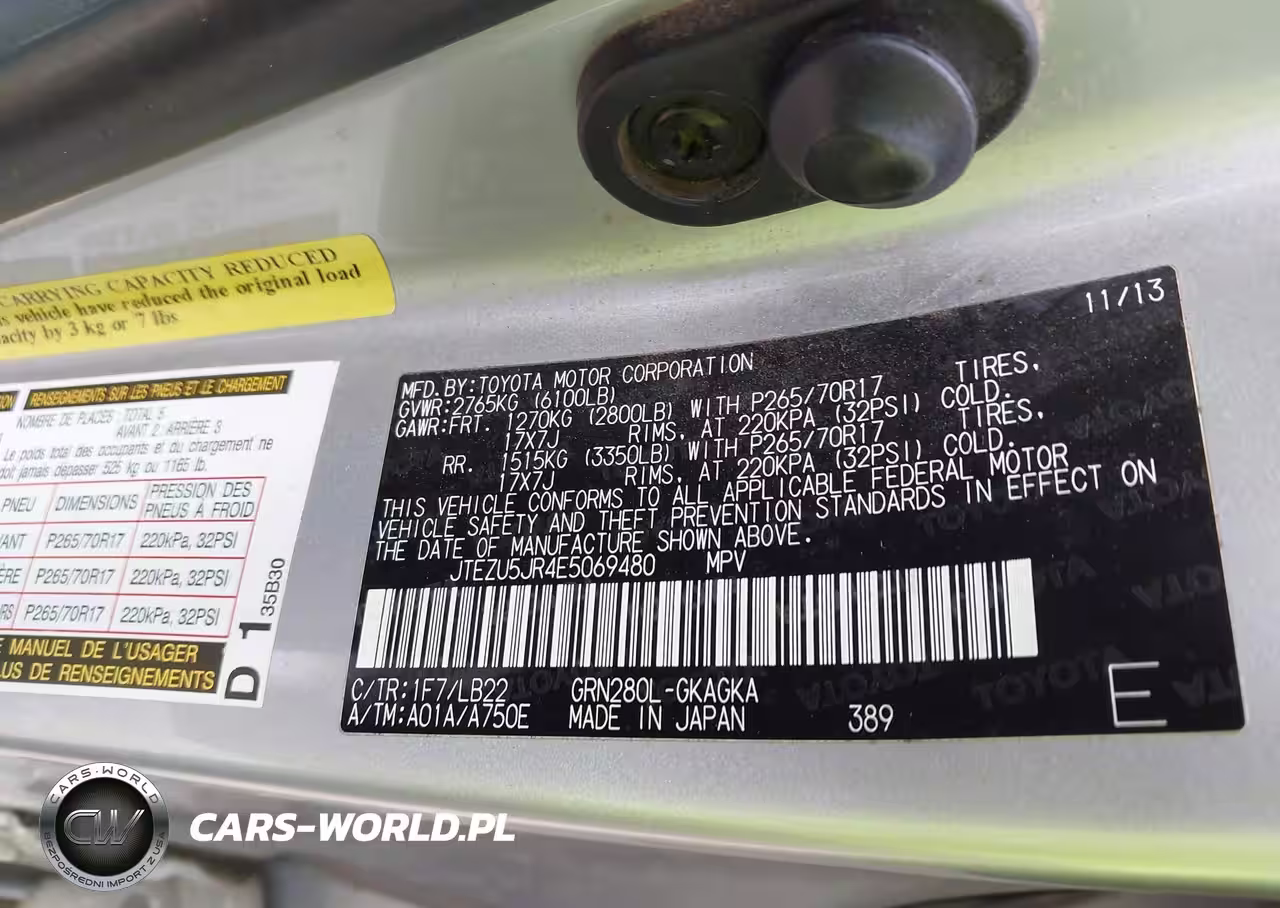 CARRYING CAPACITY REDUCED
vehicle have reduced the original load
by 3 kg or 7 lbs
RENSEIGNEMENTS SUR LES PNEUS ET LE CHARGEMENT
NOMBRE DE PLACES : TOTAL 5
AVANT 2 ARRIÈRE 3
Le poids total des occupants et du chargement ne
doit jamais dépasser 525 kg ou 1165 lb.
PNEU DIMENSIONS PRESSION DES PNEUS À FROID
P265/70R17 220kPa, 32PSI
P265/70R17 220kPa, 32PSI
P265/70R17 220kPa, 32PSI
MANUEL DE L'USAGER
DE RENSEIGNEMENTS
D 1 35B30
11/13
MFD. BY: TOYOTA MOTOR CORPORATION
GVWR: 2765KG (6100LB)
GAWR: FRT. 1270KG (2800LB) WITH P265/70R17 TIRES,
17X7J RIMS, AT 220KPA (32PSI) COLD.
RR. 1515KG (3350LB) WITH P265/70R17 TIRES,
17X7J RIMS, AT 220KPA (32PSI) COLD.
THIS VEHICLE CONFORMS TO ALL APPLICABLE FEDERAL MOTOR
VEHICLE SAFETY AND THEFT PREVENTION STANDARDS IN EFFECT ON
THE DATE OF MANUFACTURE SHOWN ABOVE.
JTEZU5JR4E5069480 MPV
C/TR:1F7/LB22 GRN280L-GKAGKA
A/TM:A01A/A750E MADE IN JAPAN 389
E
CARS-WORLD
CW
BEZPOŚREDNI IMPORT Z USA
CARS-WORLD.PL